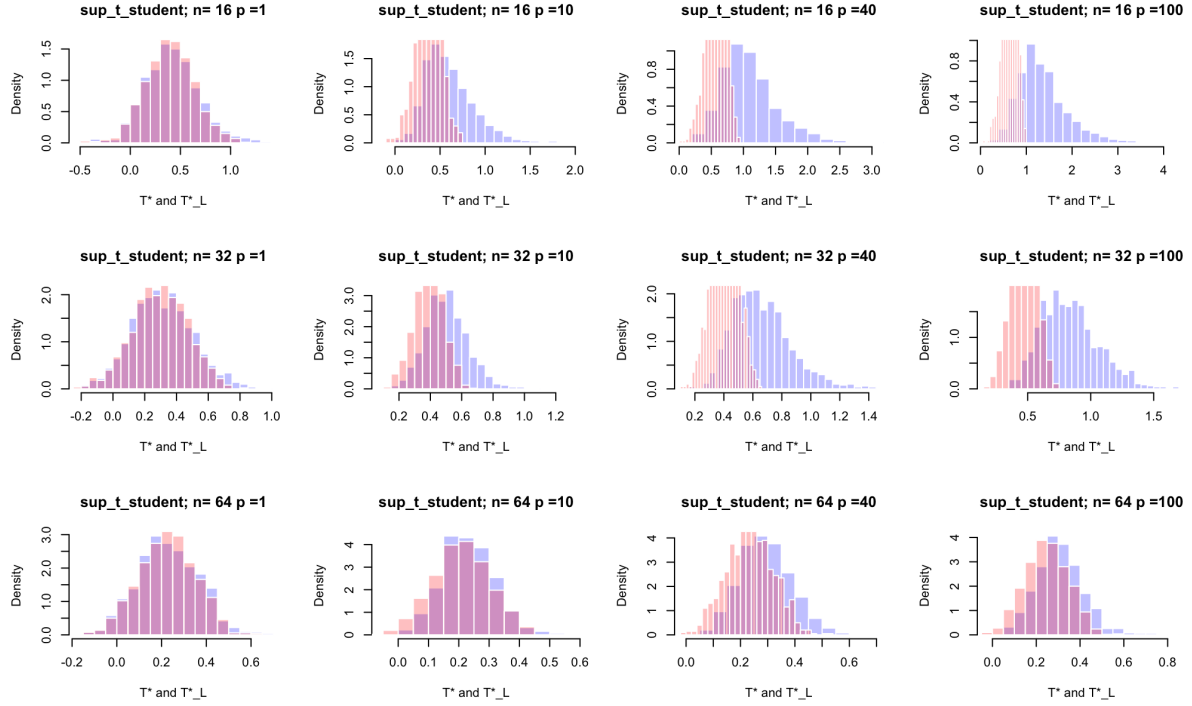 sup_t_student; n= 16 p =1
sup_t_student; n= 16 p =10
sup_t_student; n= 16 p =40
sup_t_student; n= 16 p =100
Density
0.0 0.5 1.0 1.5
-0.5 0.0 0.5 1.0
T* and T*_L
Density
0.0 0.5 1.0 1.5
0.0 0.5 1.0 1.5 2.0
T* and T*_L
Density
0.0 0.4 0.8
0.0 0.5 1.0 1.5 2.0 3.0
T* and T*_L
Density
0.0 0.4 0.8
0 1 2 3 4
T* and T*_L
sup_t_student; n= 32 p =1
sup_t_student; n= 32 p =10
sup_t_student; n= 32 p =40
sup_t_student; n= 32 p =100
Density
0.0 1.0 2.0
-0.2 0.0 0.2 0.4 0.6 0.8 1.0
T* and T*_L
Density
0.0 1.0 2.0 3.0
0.2 0.4 0.6 0.8 1.0 1.2
T* and T*_L
Density
0.0 1.0 2.0
0.2 0.4 0.6 0.8 1.0 1.2 1.4
T* and T*_L
Density
0.0 1.0
0.5 1.0 1.5
T* and T*_L
sup_t_student; n= 64 p =1
sup_t_student; n= 64 p =10
sup_t_student; n= 64 p =40
sup_t_student; n= 64 p =100
Density
0.0 1.0 2.0 3.0
-0.2 0.0 0.2 0.4 0.6
T* and T*_L
Density
0 1 2 3 4
0.0 0.1 0.2 0.3 0.4 0.5 0.6
T* and T*_L
Density
0 1 2 3 4
0.0 0.2 0.4 0.6
T* and T*_L
Density
0 1 2 3 4
0.0 0.2 0.4 0.6 0.8
T* and T*_L